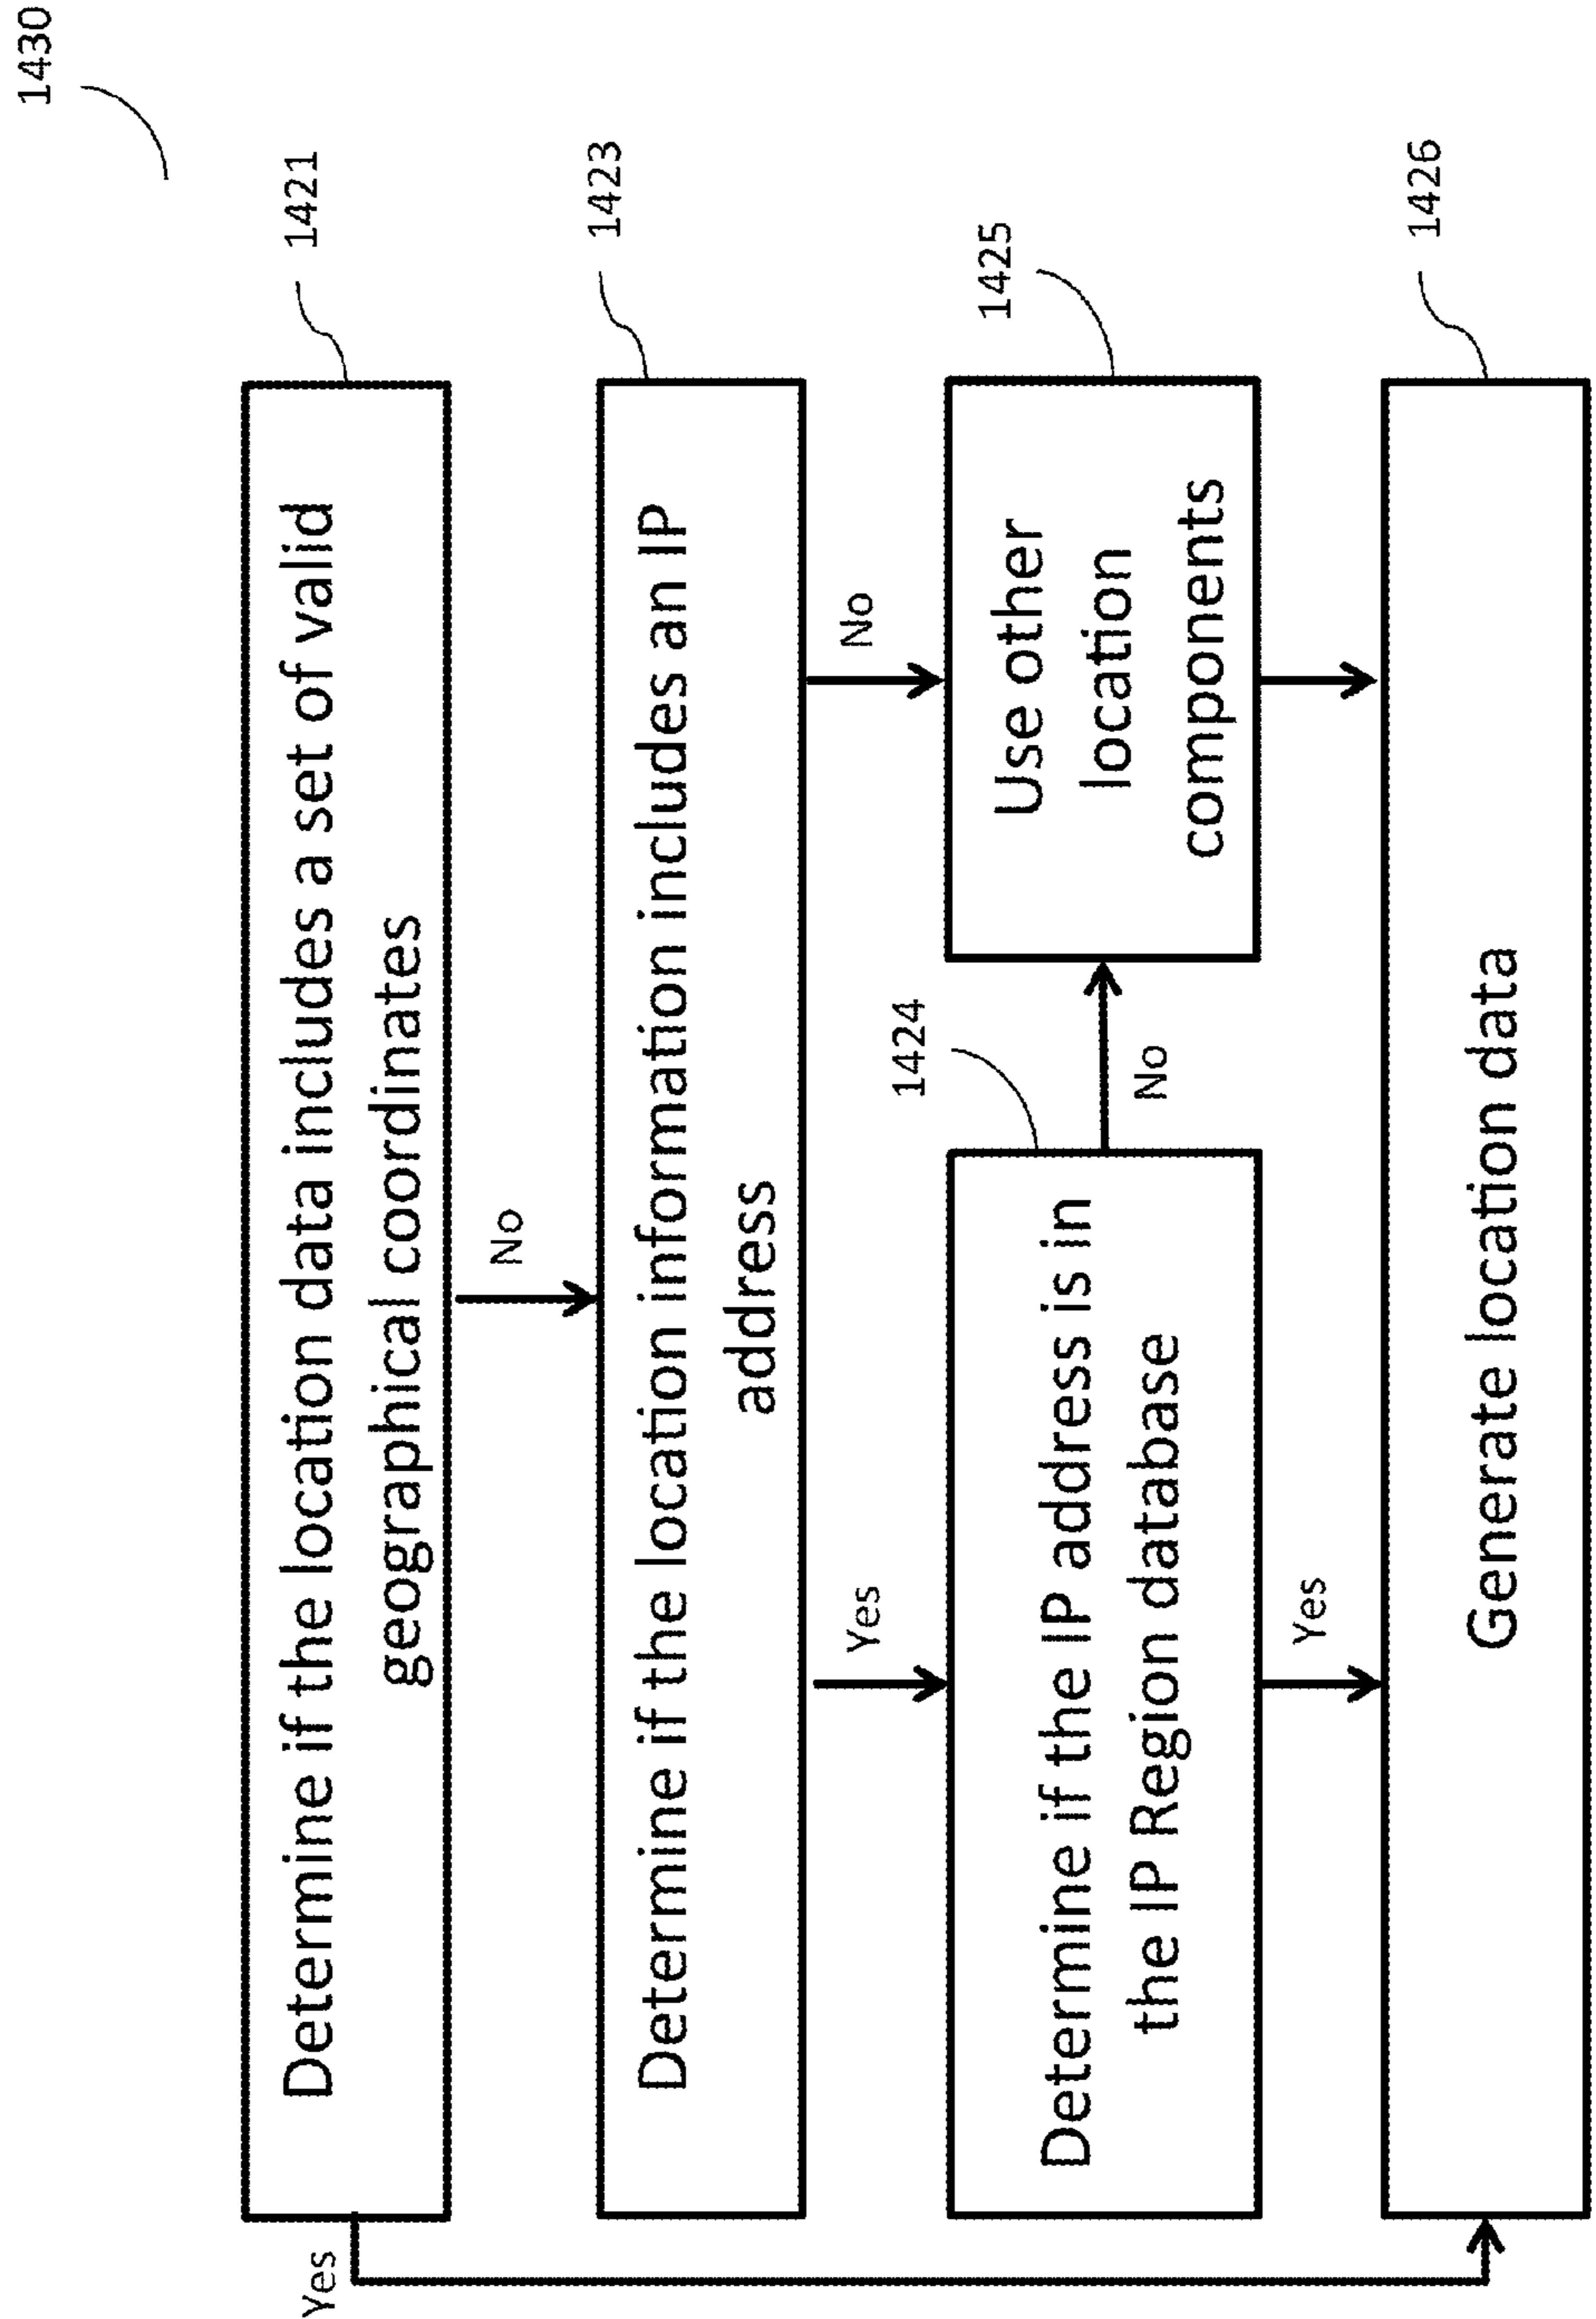 1430
1421
Determine if the location data includes a set of valid
geographical coordinates
Yes
No
1423
Determine if the location information includes an IP
address
Yes
No
1424
Determine if the IP address is in
the IP Region database
No
1425
Use other
location
components
Yes
1426
Generate location data